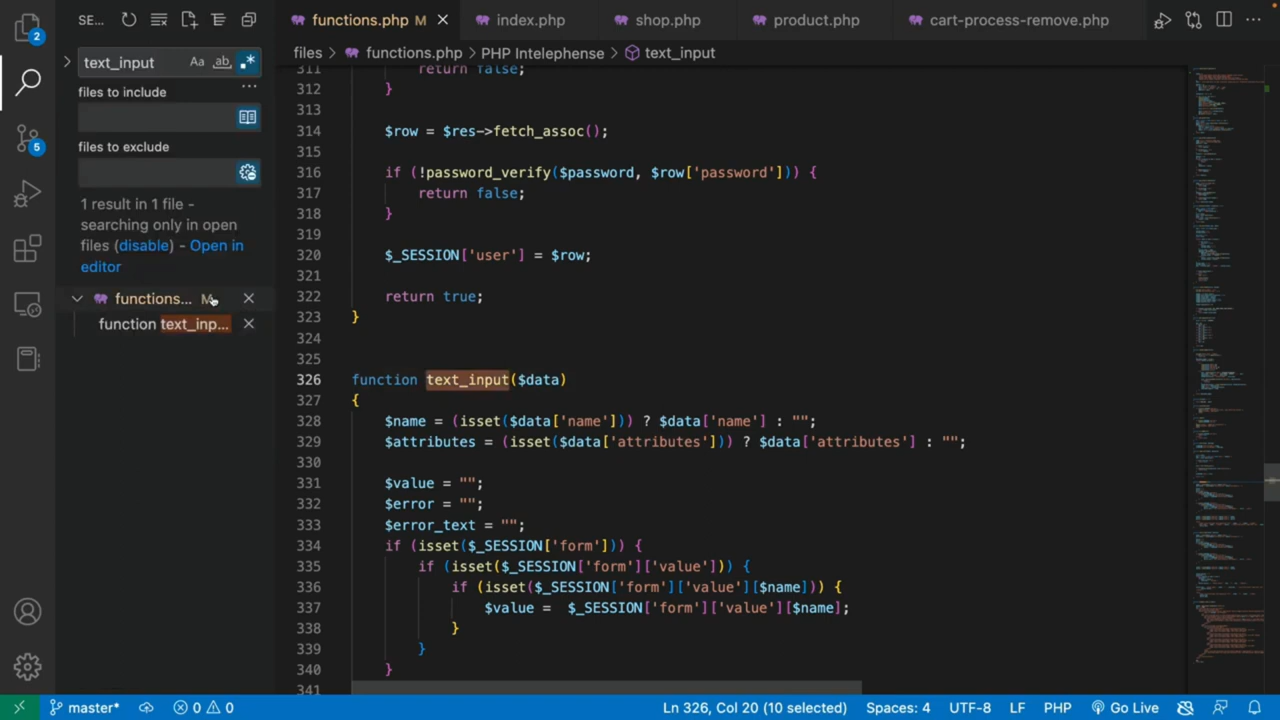 SE...
functions.php M
index.php
shop.php
product.php
cart-process-remove.php
2
text_input
Aa
ab
files > functions.php > PHP Intelephense > text_input
files to include
files to exclude
5
1 result in 1 file -
searching only in open
files (disable) - Open in
editor
functions... M
function text_inp...
311 return false;
312 }
313
314 $row = $res->fetch_assoc();
315
316 if (!password_verify($password, $row['password'])) {
317 return false;
318 }
319
320 $_SESSION['user'] = $row;
321
322 return true;
323 }
324
325
326 function text_input($data)
327 {
328 $name = (isset($data['name'])) ? $data['name'] : "";
329 $attributes = (isset($data['attributes'])) ? $data['attributes'] : "";
330
331 $value = "";
332 $error = "";
333 $error_text = "";
334 if (isset($_SESSION['form'])) {
335 if (isset($_SESSION['form']['value'])) {
336 if (isset($_SESSION['form']['value'][$name])) {
337 $value =  $_SESSION['form']['value'][$name];
338 }
339 }
340 }
341
master*
0
0
Ln 326, Col 20 (10 selected)
Spaces: 4
UTF-8
LF
PHP
Go Live